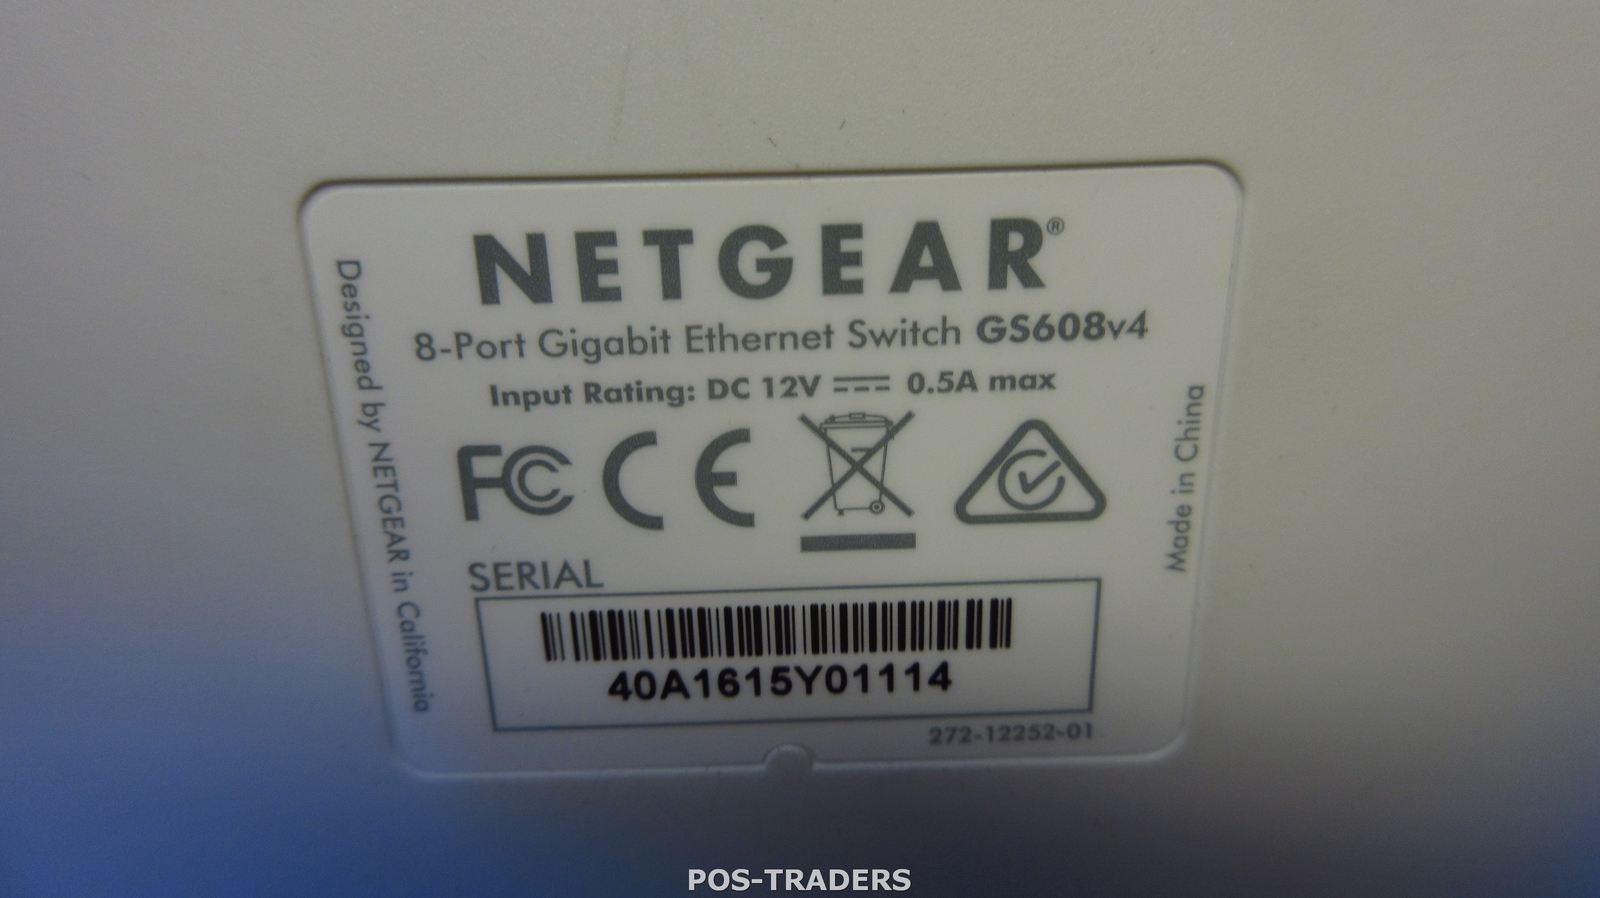 NETGEAR®
8-Port Gigabit Ethernet Switch GS608v4
Input Rating: DC 12V ⎓ 0.5A max
FC CE
Designed by NETGEAR in California
Made in China
SERIAL
40A1615Y01114
272-12252-01
POS-TRADERS